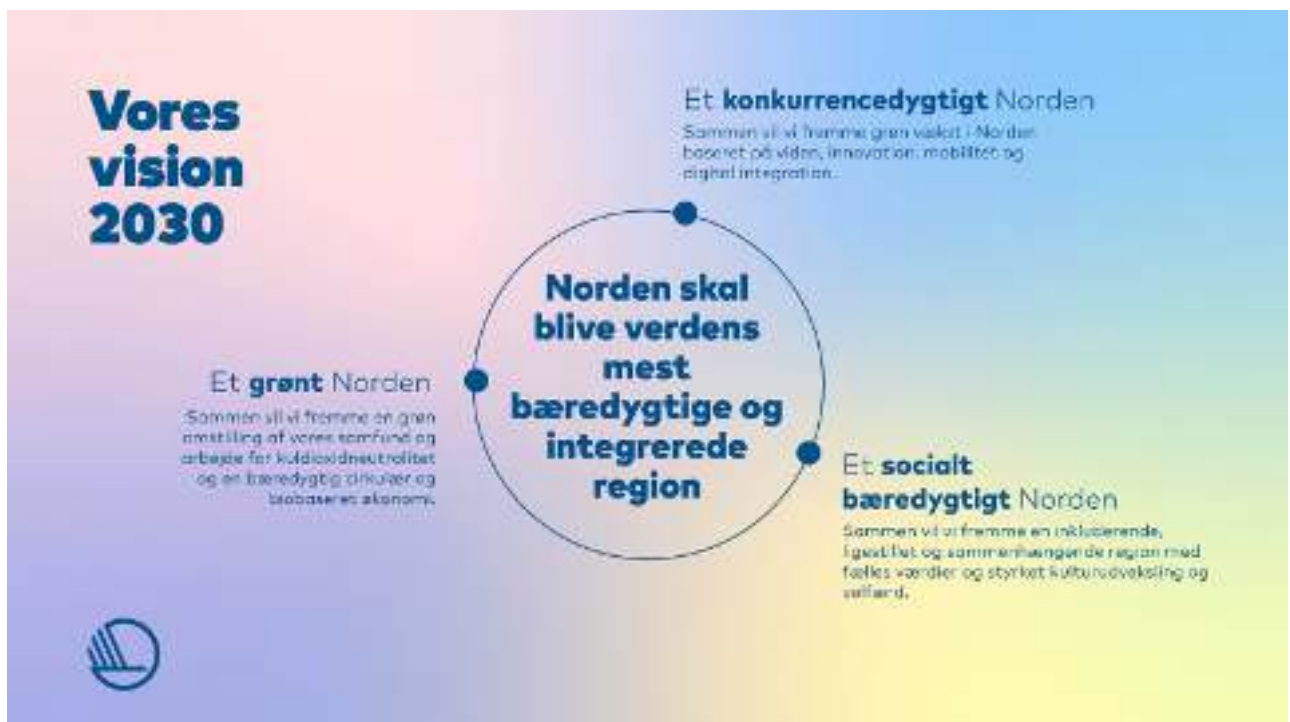 Vores
vision
2030
Et konkurrencedygtigt Norden
Sammen vil vi fremme grøn vækst i Norden
baseret på viden, innovation, mobilitet og
digital integration.
Norden skal
blive verdens
mest
bæredygtige og
integrerede
region
Et grønt Norden
Sammen vil vi fremme en grøn
omstilling af vores samfund og
arbejde for kuldioxidneutralitet
og en bæredygtig cirkulær og
biobaseret økonomi.
Et socialt
bæredygtigt Norden
Sammen vil vi fremme en inkluderende,
ligestillet og sammenhængende region med
fælles værdier og styrket kulturudveksling og
velfærd.